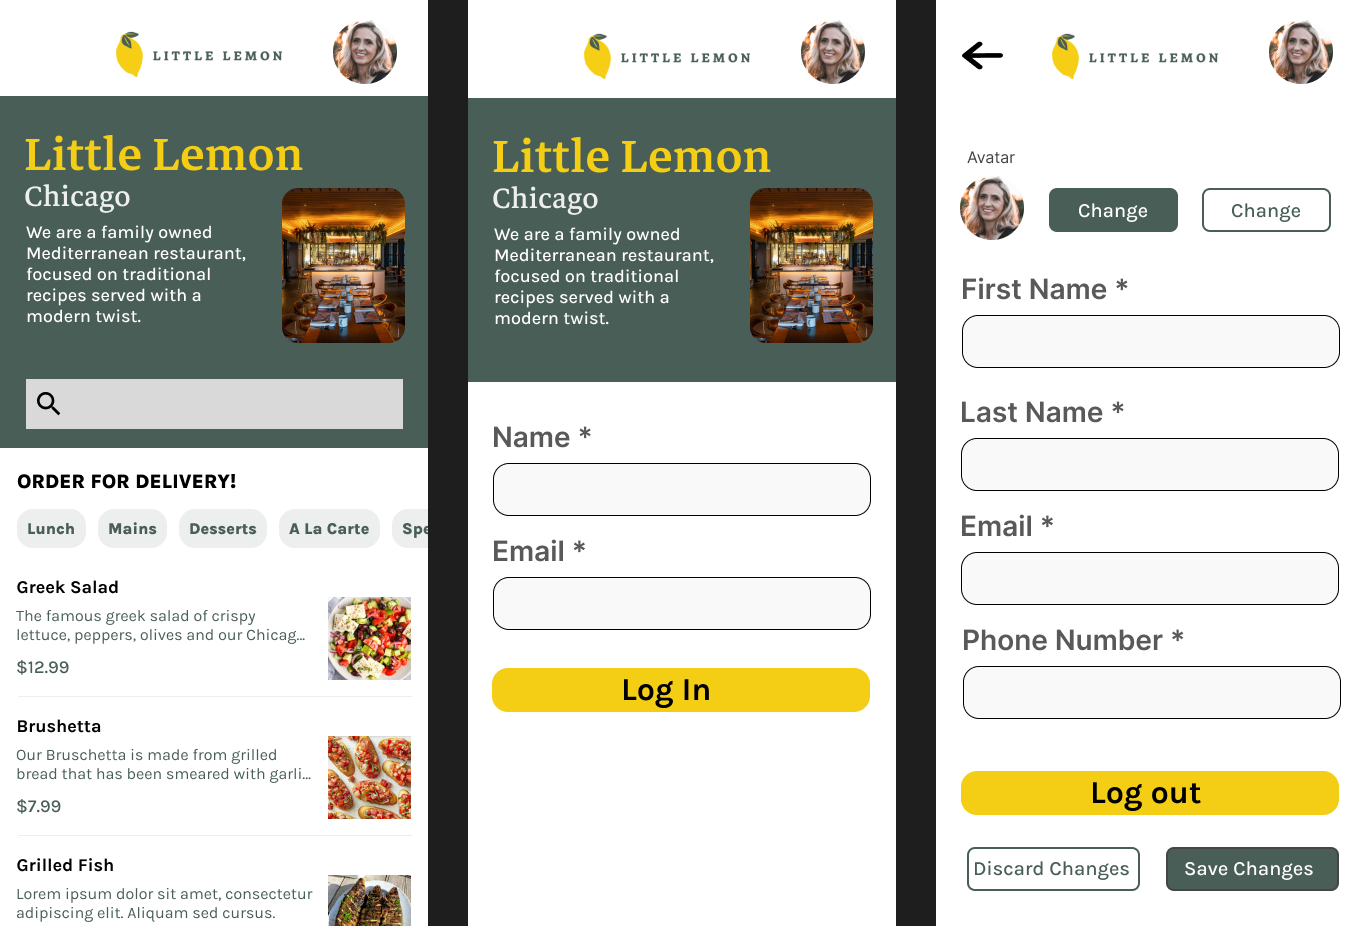 LITTLE LEMON
Little Lemon
Chicago
We are a family owned
Mediterranean restaurant,
focused on traditional
recipes served with a
modern twist.
ORDER FOR DELIVERY!
Lunch Mains Desserts A La Carte Spe
Greek Salad
The famous greek salad of crispy
lettuce, peppers, olives and our Chicag...
$12.99
Brushetta
Our Bruschetta is made from grilled
bread that has been smeared with garli...
$7.99
Grilled Fish
Lorem ipsum dolor sit amet, consectetur
adipiscing elit. Aliquam sed cursus.
LITTLE LEMON
Little Lemon
Chicago
We are a family owned
Mediterranean restaurant,
focused on traditional
recipes served with a
modern twist.
Name *
Email *
Log In
LITTLE LEMON
Avatar
Change Change
First Name *
Last Name *
Email *
Phone Number *
Log out
Discard Changes Save Changes